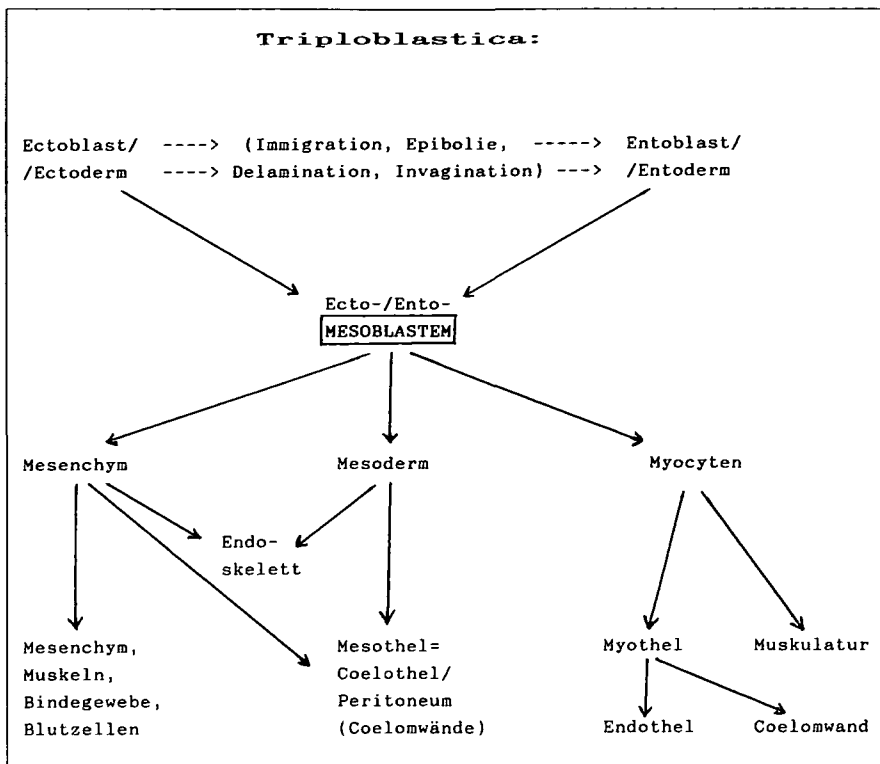 Triploblastica:
Ectoblast/ ----> (Immigration, Epibolie, -----> Entoblast/
/Ectoderm ----> Delamination, Invagination) ---> /Entoderm
Ecto-/Ento-
MESOBLASTEM
Mesenchym Mesoderm Myocyten
Endo-
skelett
Mesenchym,
Muskeln,
Bindegewebe,
Blutzellen
Mesothel=
Coelothel/
Peritoneum
(Coelomwände)
Myothel Muskulatur
Endothel Coelomwand